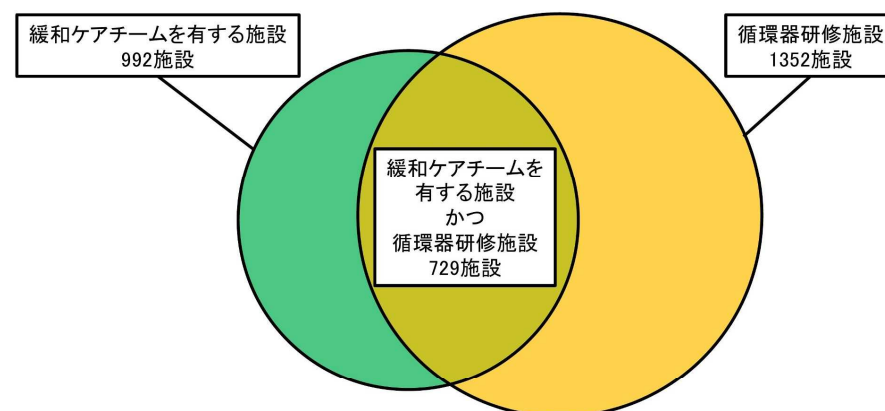 緩和ケアチームを有する施設
992施設
循環器研修施設
1352施設
緩和ケアチームを
有する施設
かつ
循環器研修施設
729施設